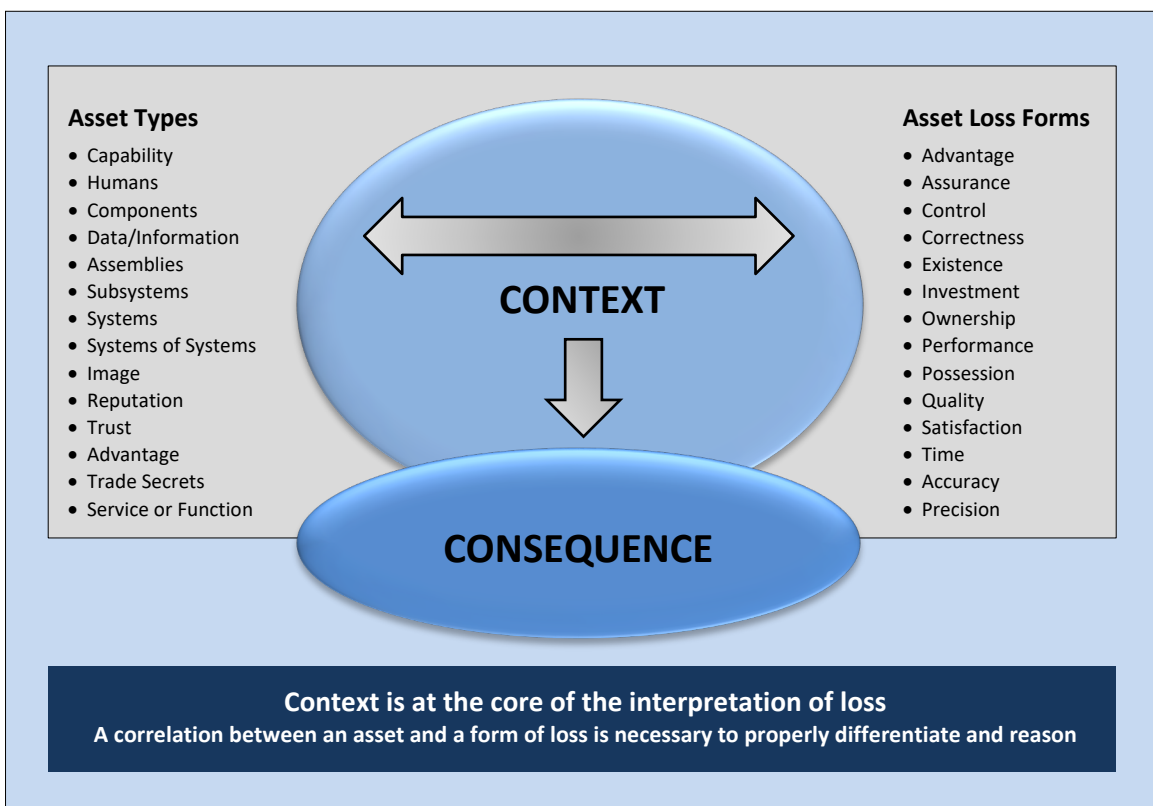 Asset Types
• Capability
• Humans
• Components
• Data/Information
• Assemblies
• Subsystems
• Systems
• Systems of Systems
• Image
• Reputation
• Trust
• Advantage
• Trade Secrets
• Service or Function
CONTEXT
CONSEQUENCE
Asset Loss Forms
• Advantage
• Assurance
• Control
• Correctness
• Existence
• Investment
• Ownership
• Performance
• Possession
• Quality
• Satisfaction
• Time
• Accuracy
• Precision
Context is at the core of the interpretation of loss
A correlation between an asset and a form of loss is necessary to properly differentiate and reason